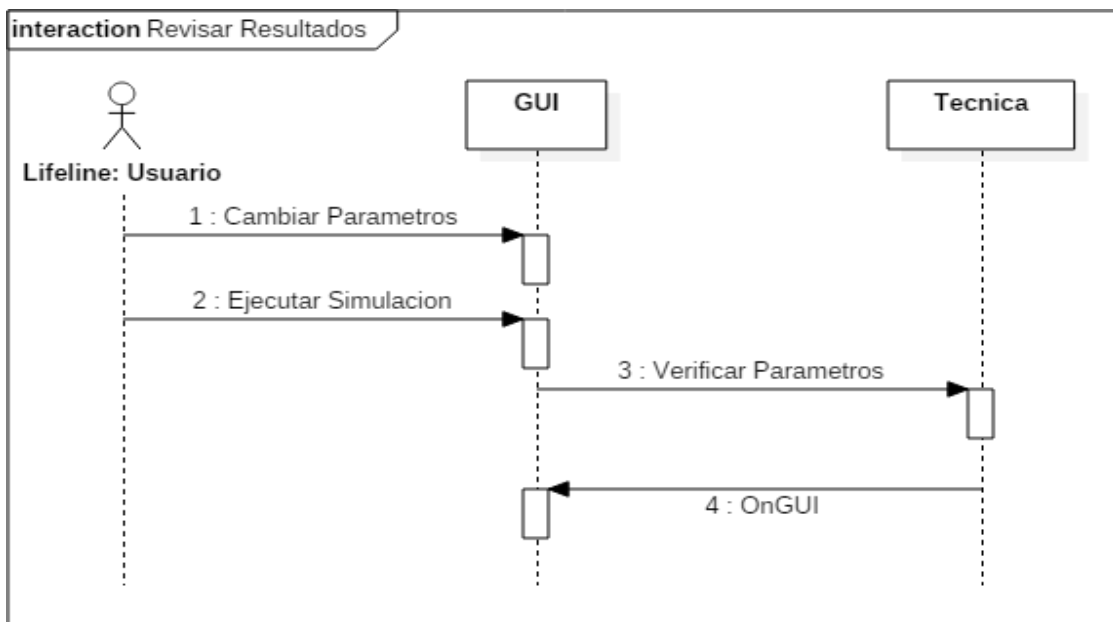 interaction Revisar Resultados
GUI
Tecnica
Lifeline: Usuario
1 : Cambiar Parametros
2 : Ejecutar Simulacion
3 : Verificar Parametros
4 : OnGUI